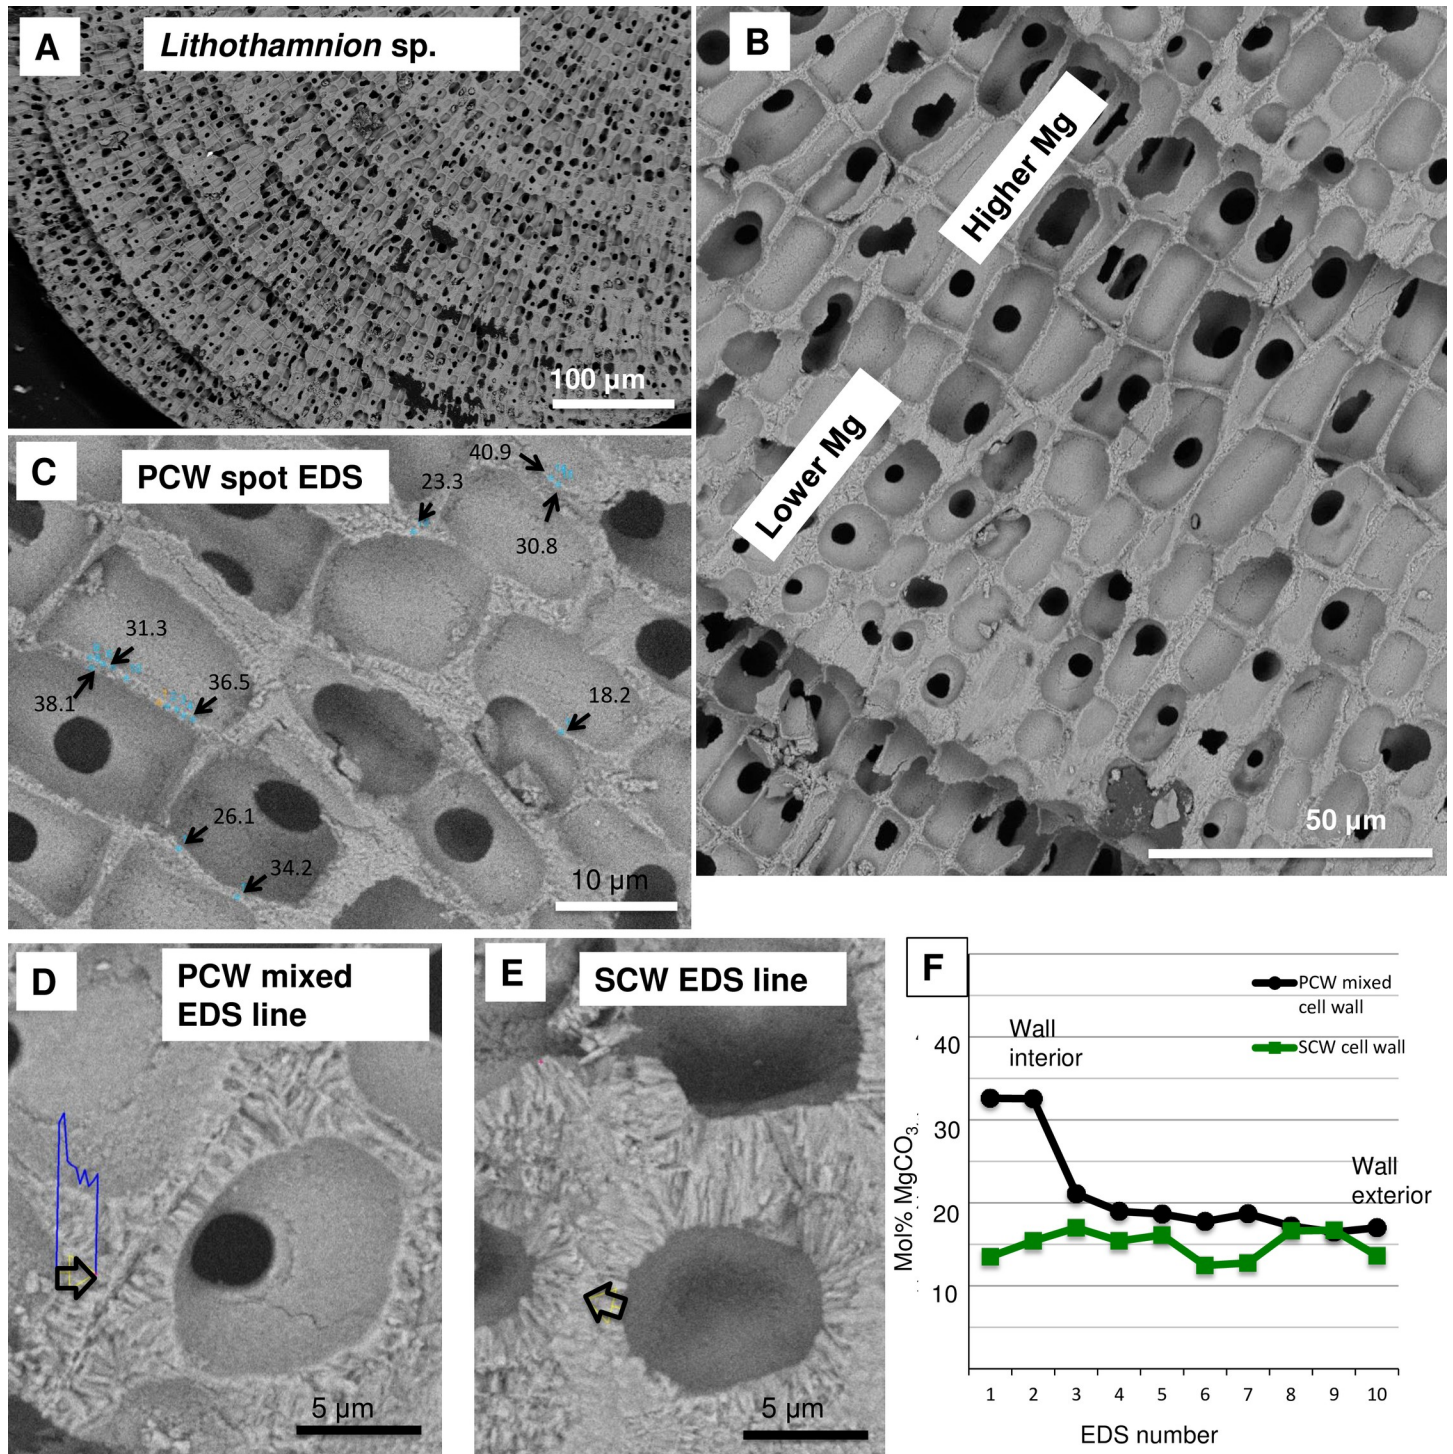 A
Lithothamnion sp.
100 µm
B
Higher Mg
Lower Mg
50 µm
C
PCW spot EDS
40.9
23.3
30.8
31.3
38.1
36.5
18.2
26.1
34.2
10 µm
D
PCW mixed
EDS line
5 µm
E
SCW EDS line
5 µm
F
PCW mixed
cell wall
SCW cell wall
Wall
interior
Wall
exterior
Mol% MgCO3
40
30
20
10
1 2 3 4 5 6 7 8 9 10
EDS number